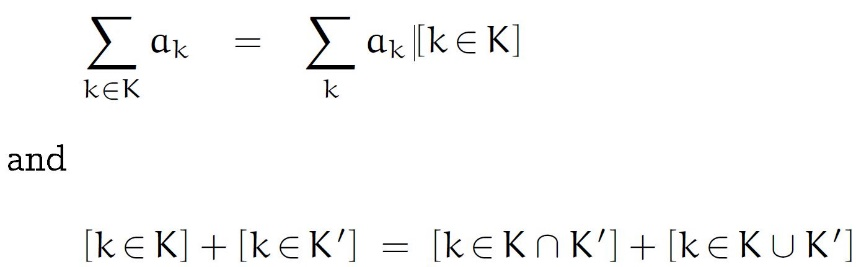 ∑_{k∈K} a_k = ∑_k a_k [k ∈ K]
and
[k ∈ K] + [k ∈ K′] = [k ∈ K ∩ K′] + [k ∈ K ∪ K′]